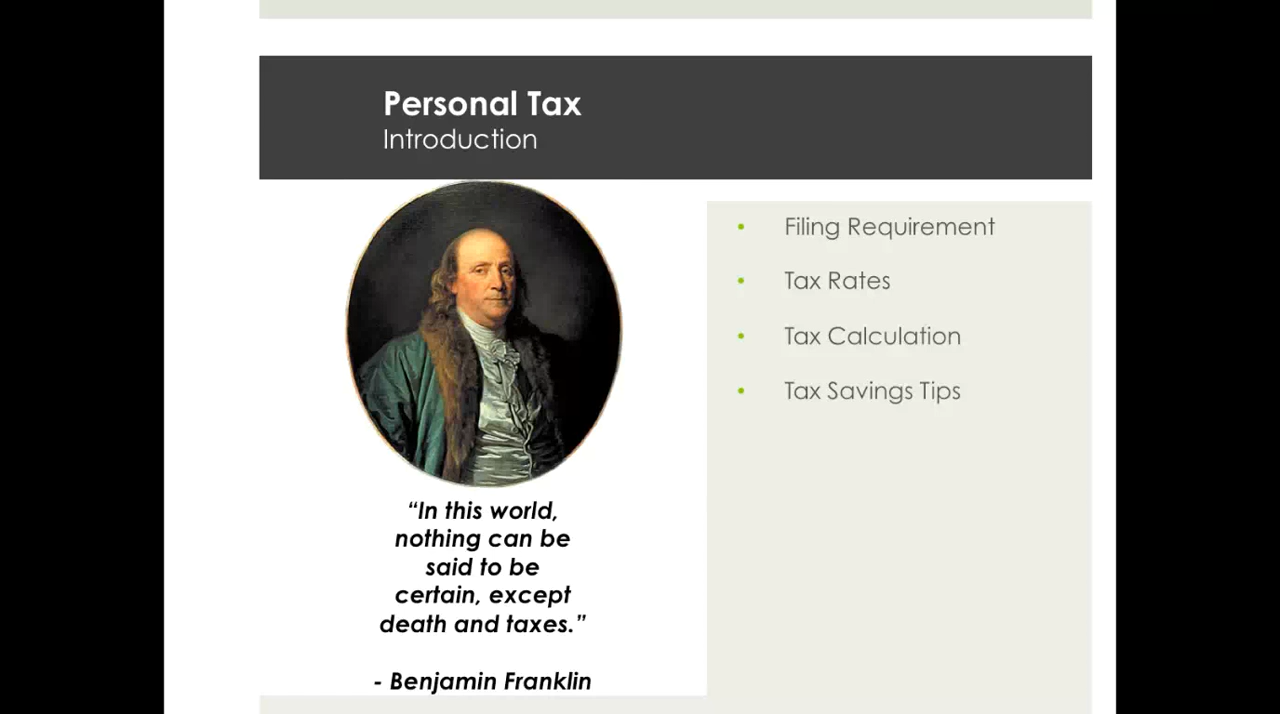 Personal Tax
Introduction
“In this world,
nothing can be
said to be
certain, except
death and taxes.”
- Benjamin Franklin
• Filing Requirement
• Tax Rates
• Tax Calculation
• Tax Savings Tips